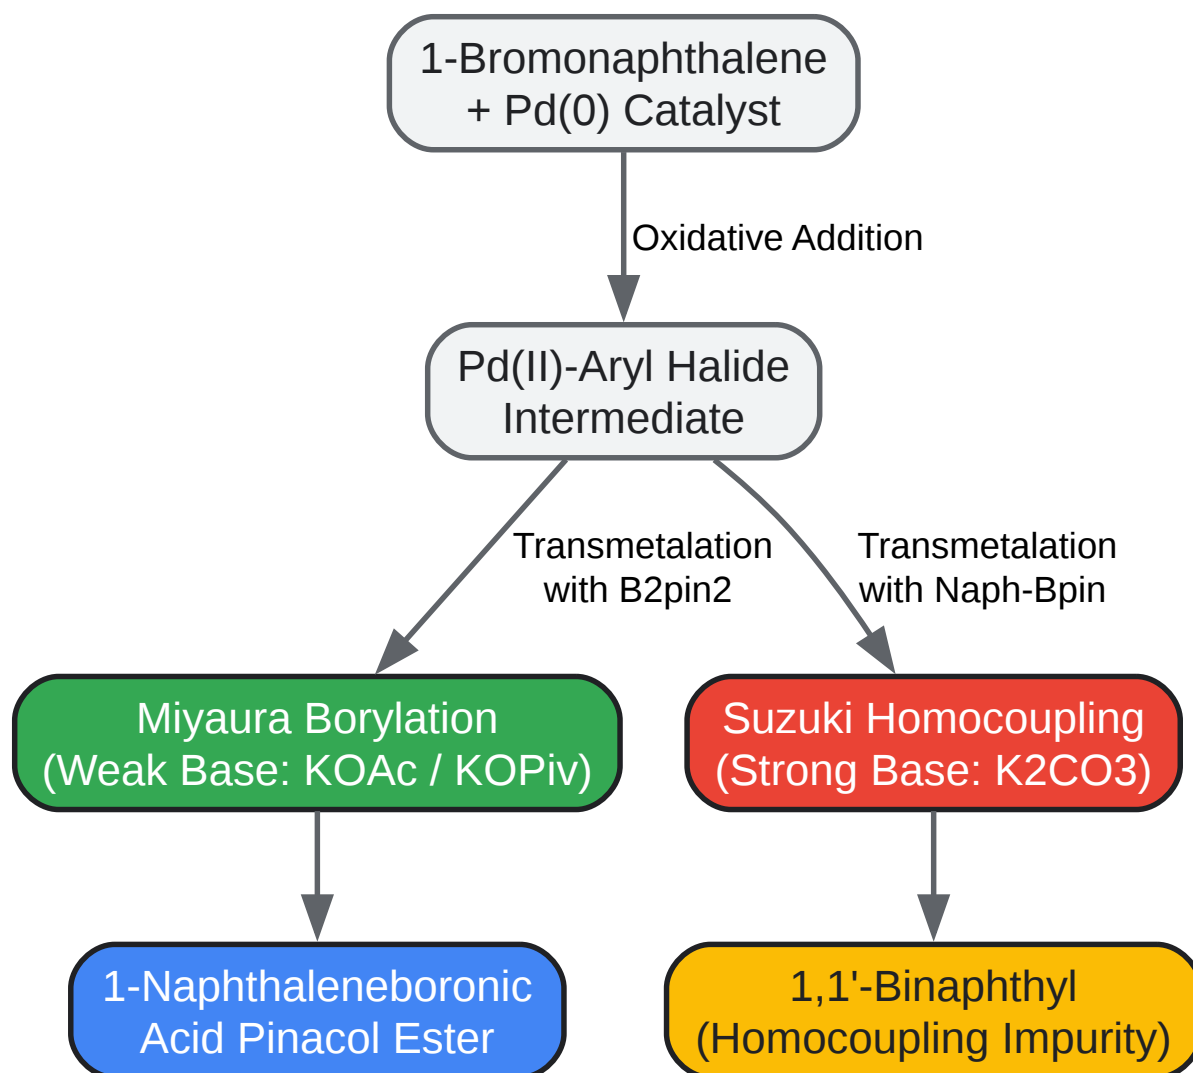 1-Bromonaphthalene
+ Pd(0) Catalyst
Oxidative Addition
Pd(II)-Aryl Halide
Intermediate
Transmetalation
with B2pin2
Transmetalation
with Naph-Bpin
Miyaura Borylation
(Weak Base: KOAc / KOPiv)
Suzuki Homocoupling
(Strong Base: K2CO3)
1-Naphthaleneboronic
Acid Pinacol Ester
1,1'-Binaphthyl
(Homocoupling Impurity)